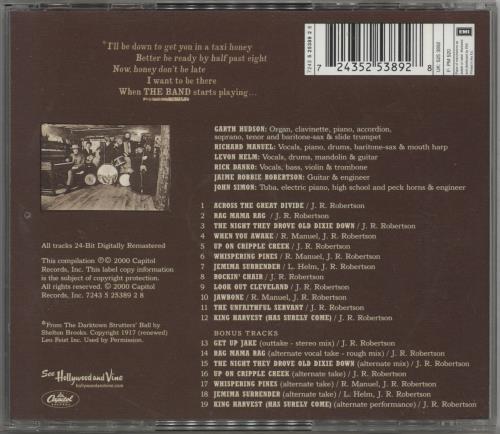 *I'll be down to get you in a taxi honey
Better be ready by half past eight
Now, honey don't be late
I want to be there
When THE BAND starts playing...
7243 5 25389 2 8
7 24352 53892 8
EMI
UK: 525 3892
F: PM 520
GARTH HUDSON: Organ, clavinette, piano, accordion,
soprano, tenor and baritone-sax & slide trumpet
RICHARD MANUEL: Vocals, piano, drums, baritone-sax & mouth harp
LEVON HELM: Vocals, drums, mandolin & guitar
RICK DANKO: Vocals, bass, violin & trombone
JAIME ROBBIE ROBERTSON: Guitar & engineer
JOHN SIMON: Tuba, electric piano, high school and peck horns & engineer
1 ACROSS THE GREAT DIVIDE / J. R. Robertson
2 RAG MAMA RAG / J. R. Robertson
3 THE NIGHT THEY DROVE OLD DIXIE DOWN / J. R. Robertson
4 WHEN YOU AWAKE / R. Manuel, J. R. Robertson
5 UP ON CRIPPLE CREEK / J. R. Robertson
6 WHISPERING PINES / R. Manuel, J. R. Robertson
7 JEMIMA SURRENDER / L. Helm, J. R. Robertson
8 ROCKIN' CHAIR / J. R. Robertson
9 LOOK OUT CLEVELAND / J. R. Robertson
10 JAWBONE / R. Manuel, J. R. Robertson
11 THE UNFAITHFUL SERVANT / J. R. Robertson
12 KING HARVEST (HAS SURELY COME) / J. R. Robertson
BONUS TRACKS
13 GET UP JAKE (outtake - stereo mix) / J. R. Robertson
14 RAG MAMA RAG (alternate vocal take - rough mix) / J. R. Robertson
15 THE NIGHT THEY DROVE OLD DIXIE DOWN (alternate mix) / J. R. Robertson
16 UP ON CRIPPLE CREEK (alternate take) / J. R. Robertson
17 WHISPERING PINES (alternate take) / R. Manuel, J. R. Robertson
18 JEMIMA SURRENDER (alternate take) / L. Helm, J. R. Robertson
19 KING HARVEST (HAS SURELY COME) (alternate performance) / J. R. Robertson
All tracks 24-Bit Digitally Remastered
This compilation ℗© 2000 Capitol
Records, Inc. This label copy information
is the subject of copyright protection.
All rights reserved. © 2000 Capitol
Records, Inc. 7243 5 25389 2 8
*From The Darktown Strutters' Ball by
Shelton Brooks. Copyright 1917 (renewed)
Leo Feist Inc. Used by Permission.
See Hollywood and Vine
hollywoodandvine.com
Capitol